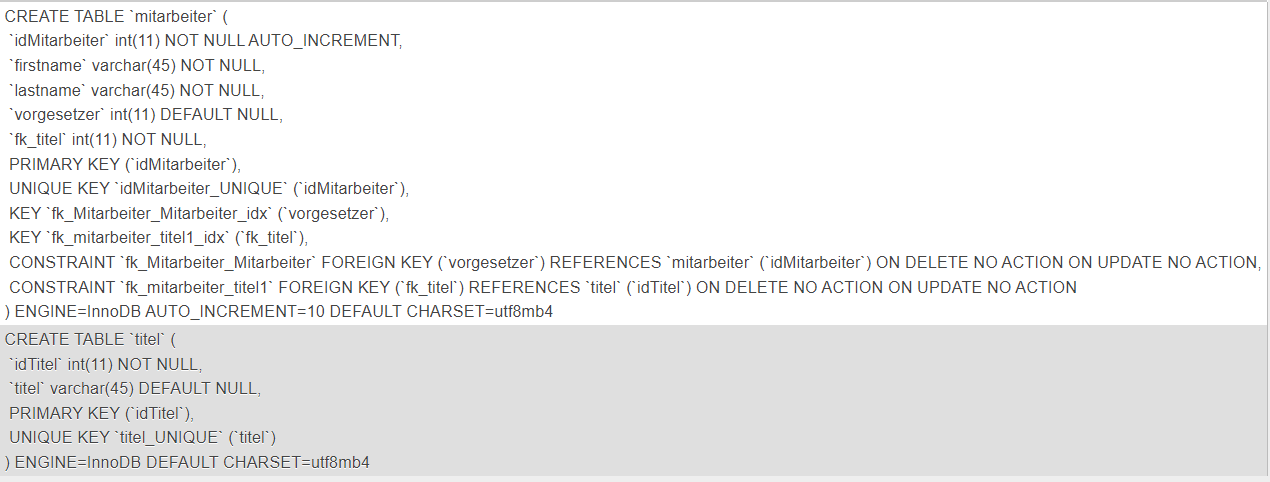 CREATE TABLE `mitarbeiter` (
`idMitarbeiter` int(11) NOT NULL AUTO_INCREMENT,
`firstname` varchar(45) NOT NULL,
`lastname` varchar(45) NOT NULL,
`vorgesetzer` int(11) DEFAULT NULL,
`fk_titel` int(11) NOT NULL,
PRIMARY KEY (`idMitarbeiter`),
UNIQUE KEY `idMitarbeiter_UNIQUE` (`idMitarbeiter`),
KEY `fk_Mitarbeiter_Mitarbeiter_idx` (`vorgesetzer`),
KEY `fk_mitarbeiter_titel1_idx` (`fk_titel`),
CONSTRAINT `fk_Mitarbeiter_Mitarbeiter` FOREIGN KEY (`vorgesetzer`) REFERENCES `mitarbeiter` (`idMitarbeiter`) ON DELETE NO ACTION ON UPDATE NO ACTION,
CONSTRAINT `fk_mitarbeiter_titel1` FOREIGN KEY (`fk_titel`) REFERENCES `titel` (`idTitel`) ON DELETE NO ACTION ON UPDATE NO ACTION
) ENGINE=InnoDB AUTO_INCREMENT=10 DEFAULT CHARSET=utf8mb4
CREATE TABLE `titel` (
`idTitel` int(11) NOT NULL,
`titel` varchar(45) DEFAULT NULL,
PRIMARY KEY (`idTitel`),
UNIQUE KEY `titel_UNIQUE` (`titel`)
) ENGINE=InnoDB DEFAULT CHARSET=utf8mb4